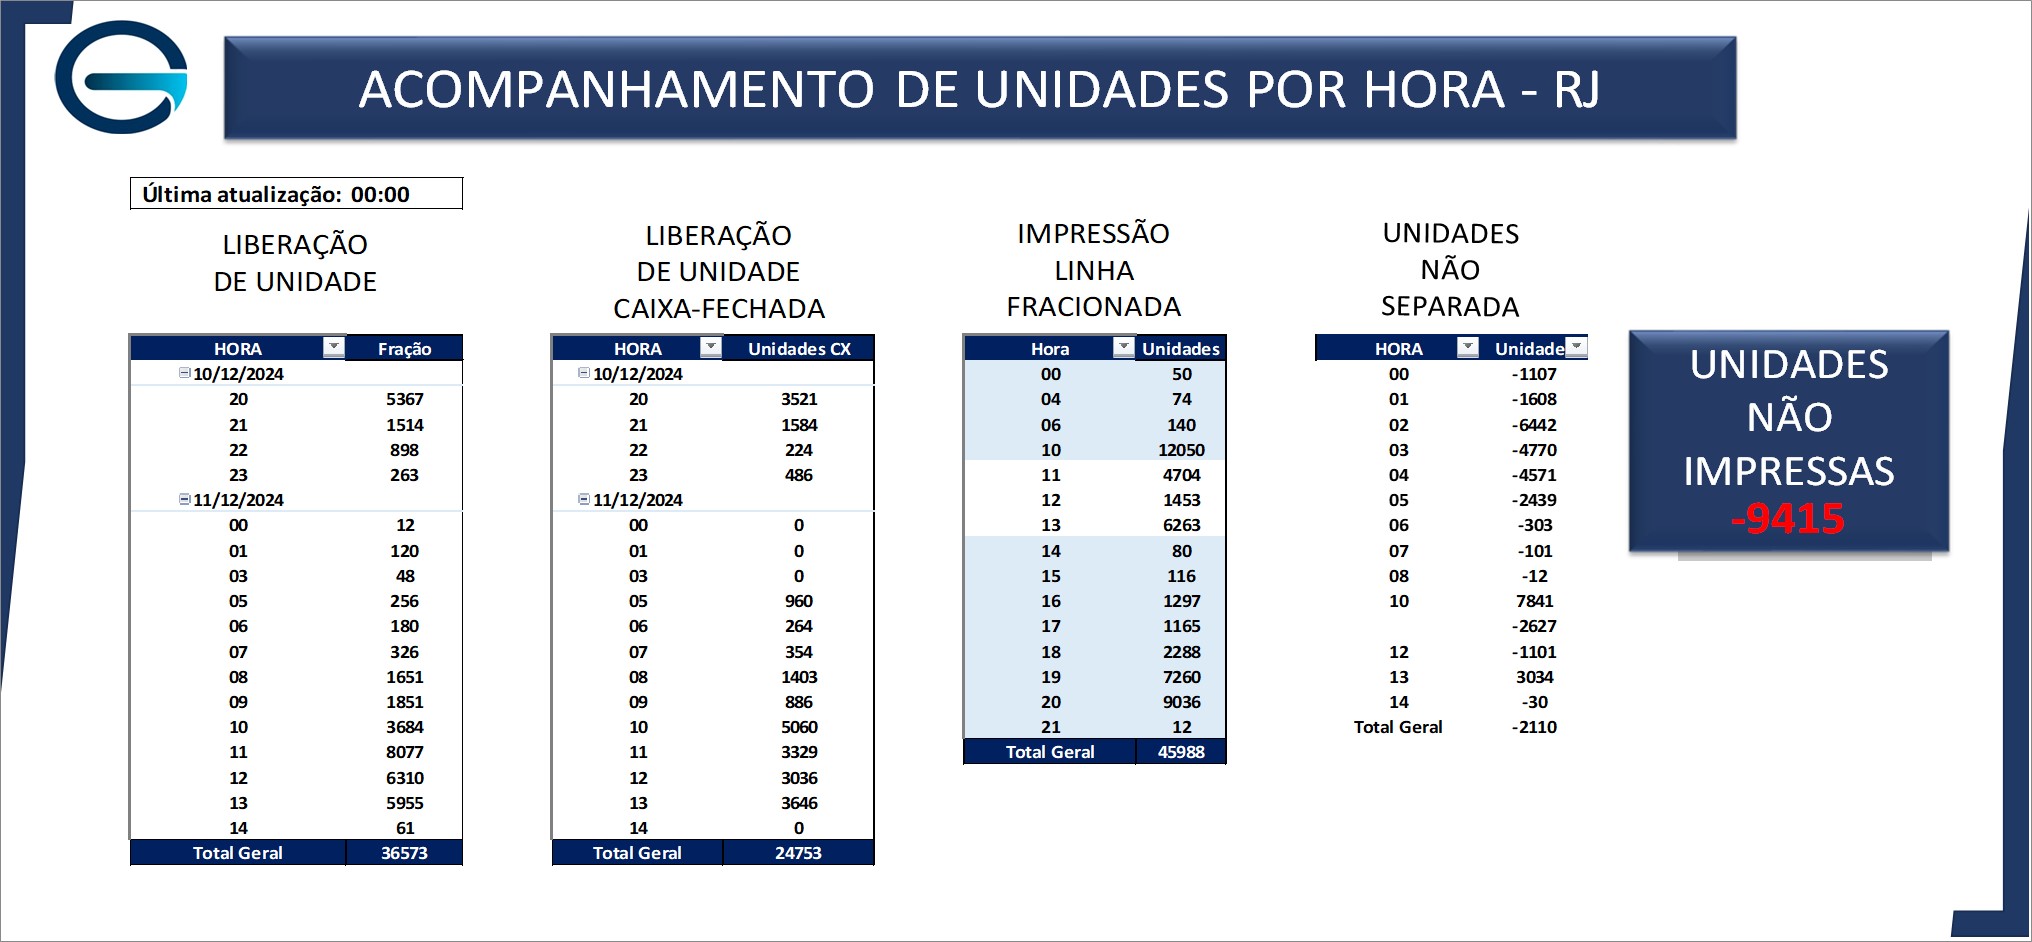 ACOMPANHAMENTO DE UNIDADES POR HORA - RJ
Última atualização: 00:00
LIBERAÇÃO
DE UNIDADE
HORA Fração
10/12/2024
20 5367
21 1514
22 898
23 263
11/12/2024
00 12
01 120
03 48
05 256
06 180
07 326
08 1651
09 1851
10 3684
11 8077
12 6310
13 5955
14 61
Total Geral 36573
LIBERAÇÃO
DE UNIDADE
CAIXA-FECHADA
HORA Unidades CX
10/12/2024
20 3521
21 1584
22 224
23 486
11/12/2024
00 0
01 0
03 0
05 960
06 264
07 354
08 1403
09 886
10 5060
11 3329
12 3036
13 3646
14 0
Total Geral 24753
IMPRESSÃO
LINHA
FRACIONADA
Hora Unidades
00 50
04 74
06 140
10 12050
11 4704
12 1453
13 6263
14 80
15 116
16 1297
17 1165
18 2288
19 7260
20 9036
21 12
Total Geral 45988
UNIDADES
NÃO
SEPARADA
HORA Unidade
00 -1107
01 -1608
02 -6442
03 -4770
04 -4571
05 -2439
06 -303
07 -101
08 -12
10 7841
-2627
12 -1101
13 3034
14 -30
Total Geral -2110
UNIDADES
NÃO
IMPRESSAS
-9415